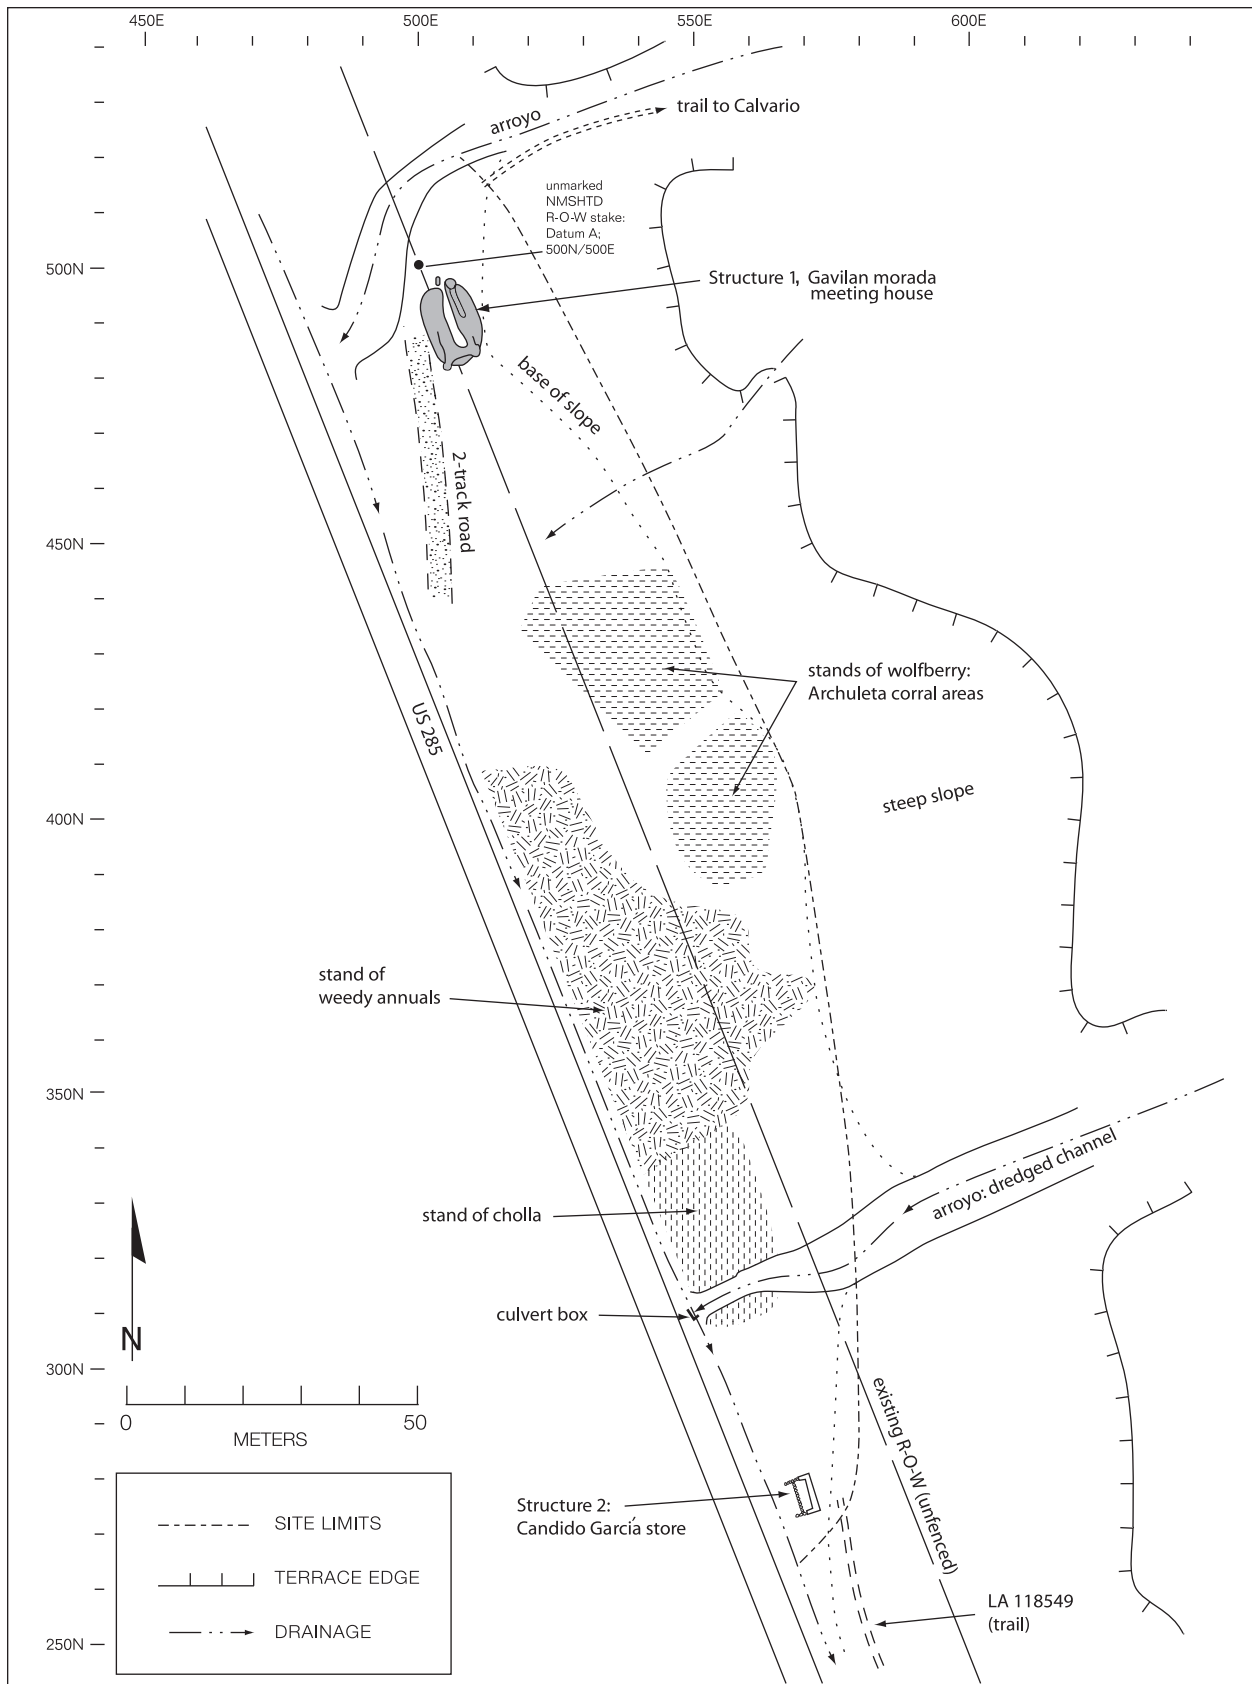 450E
500E
550E
600E
trail to Calvario
arroyo
unmarked
NMSHTD
R-O-W stake:
Datum A;
500N/500E
500N
Structure 1, Gavilan morada
meeting house
base of slope
2-track road
450N
stands of wolfberry:
Archuleta corral areas
US 285
steep slope
400N
stand of
weedy annuals
350N
arroyo: dredged channel
stand of cholla
culvert box
N
300N
existing R-O-W (unfenced)
0
50
METERS
Structure 2:
Candido García store
SITE LIMITS
TERRACE EDGE
DRAINAGE
LA 118549
(trail)
250N